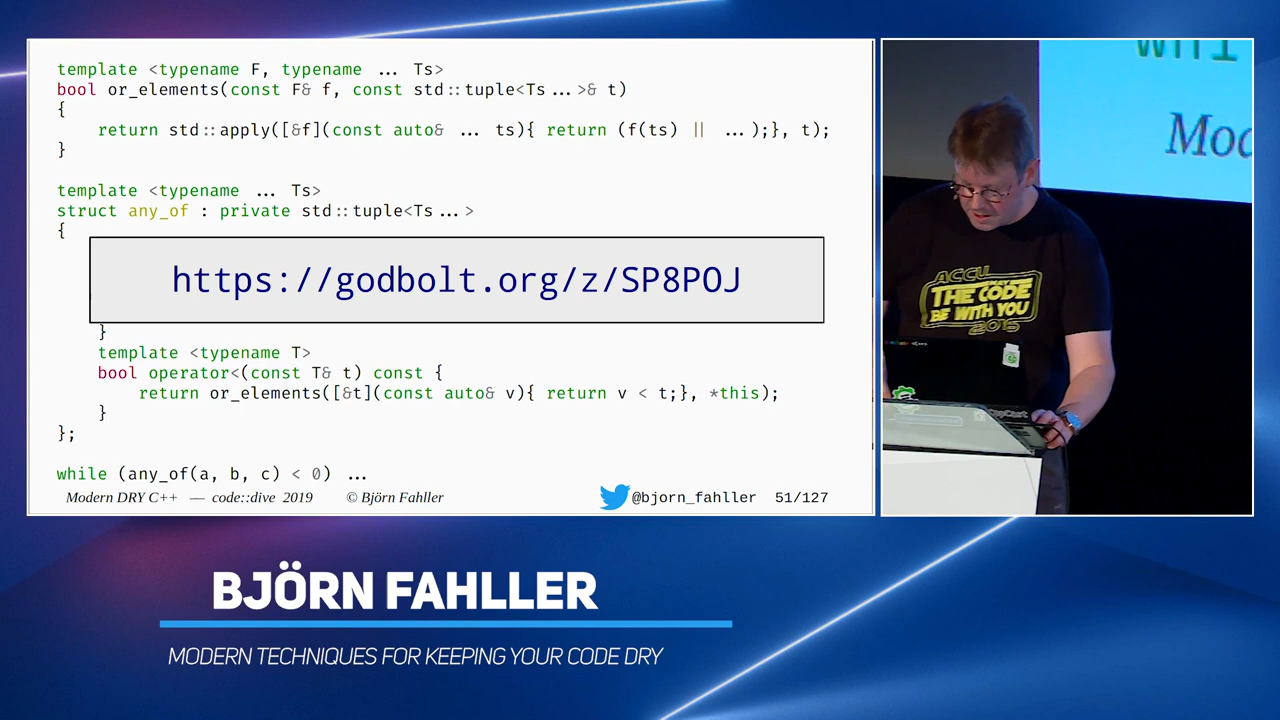 template <typename F, typename ... Ts>
bool or_elements(const F& f, const std::tuple<Ts...>& t)
{
    return std::apply([&f](const auto& ... ts){ return (f(ts) || ...);}, t);
}
template <typename ... Ts>
struct any_of : private std::tuple<Ts...>
{
https://godbolt.org/z/SP8POJ
    }
    template <typename T>
    bool operator<(const T& t) const {
        return or_elements([&t](const auto& v){ return v < t;}, *this);
    }
};
while (any_of(a, b, c) < 0) ...
Modern DRY C++ — code::dive 2019 © Björn Fahller @bjorn_fahller 51/127
Moc
ACCU
THE CODE
BE WITH YOU
2016
BJÖRN FAHLLER
MODERN TECHNIQUES FOR KEEPING YOUR CODE DRY